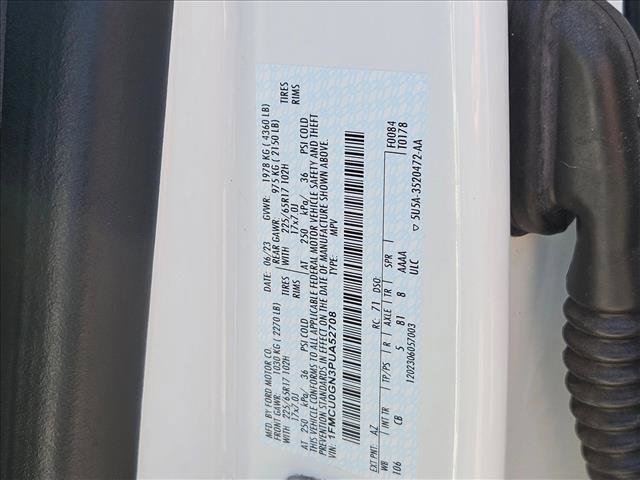 MFD. BY FORD MOTOR CO.
DATE: 06/23 GVWR: 1978 KG ( 4360 LB)
FRONT GAWR: 1030 KG ( 2270 LB) REAR GAWR: 975 KG ( 2150 LB)
WITH 225/65R17 102H TIRES WITH 225/65R17 102H TIRES
17x7.0J RIMS 17x7.0J RIMS
AT 250 kPa/ 36 PSI COLD AT 250 kPa/ 36 PSI COLD
THIS VEHICLE CONFORMS TO ALL APPLICABLE FEDERAL MOTOR VEHICLE SAFETY AND THEFT
PREVENTION STANDARDS IN EFFECT ON THE DATE OF MANUFACTURE SHOWN ABOVE.
VIN: 1FMCU0GN3PUA52708 TYPE: MPV
EXT PNT: AZ RC: 71 DSO: F0084
WB INT TR TP/PS R AXLE TR SPR T0178
106 CB 5 81 8 AAAA
1202306057003 ULC 5U5A-3520472-AA